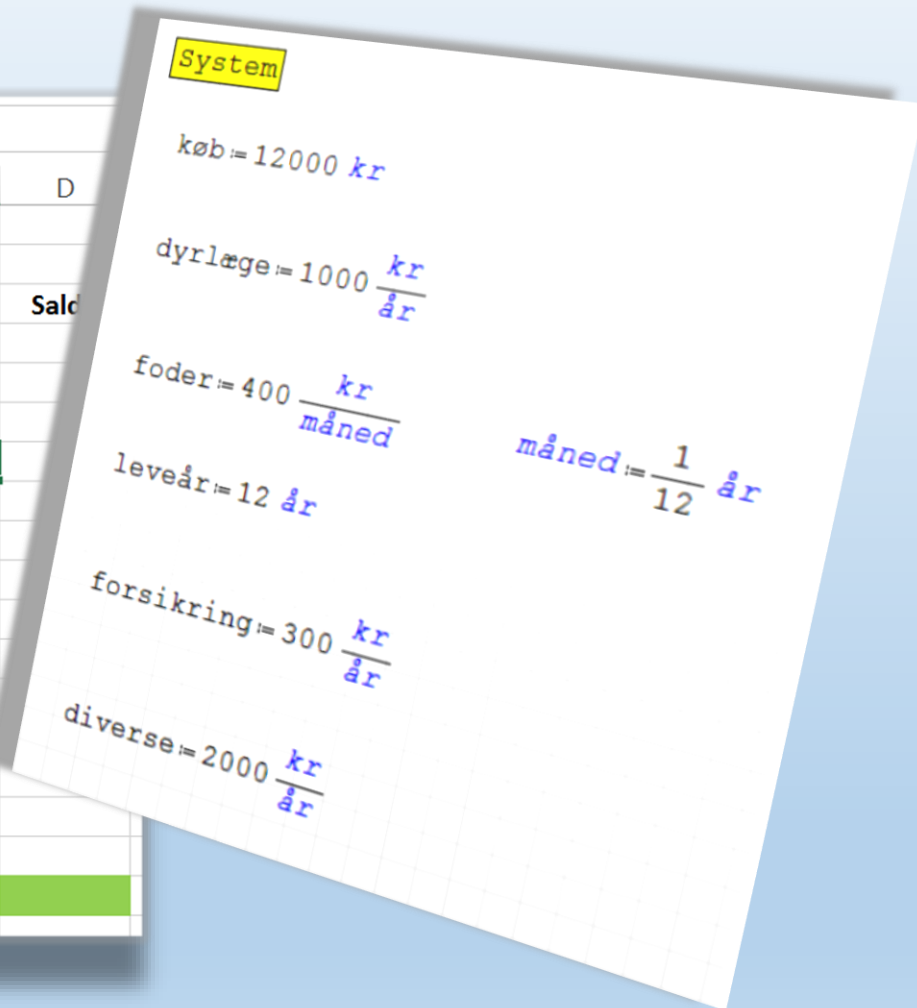 System
køb:=12000 kr
dyrlæge:=1000 kr/år
foder:=400 kr/måned måned:=1/12 år
leveår:=12 år
forsikring:=300 kr/år
diverse:=2000 kr/år
D
Sald